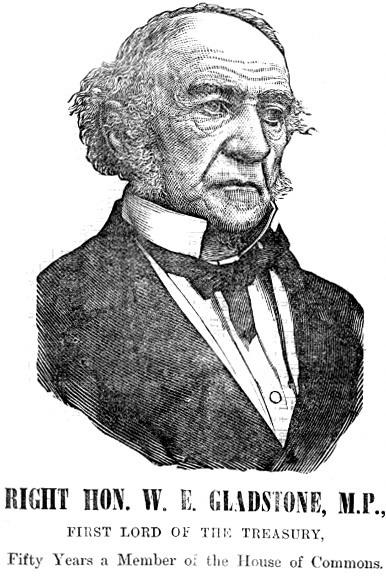 RIGHT HON. W. E. GLADSTONE, M.P.,
FIRST LORD OF THE TREASURY,
Fifty Years a Member of the House of Commons.